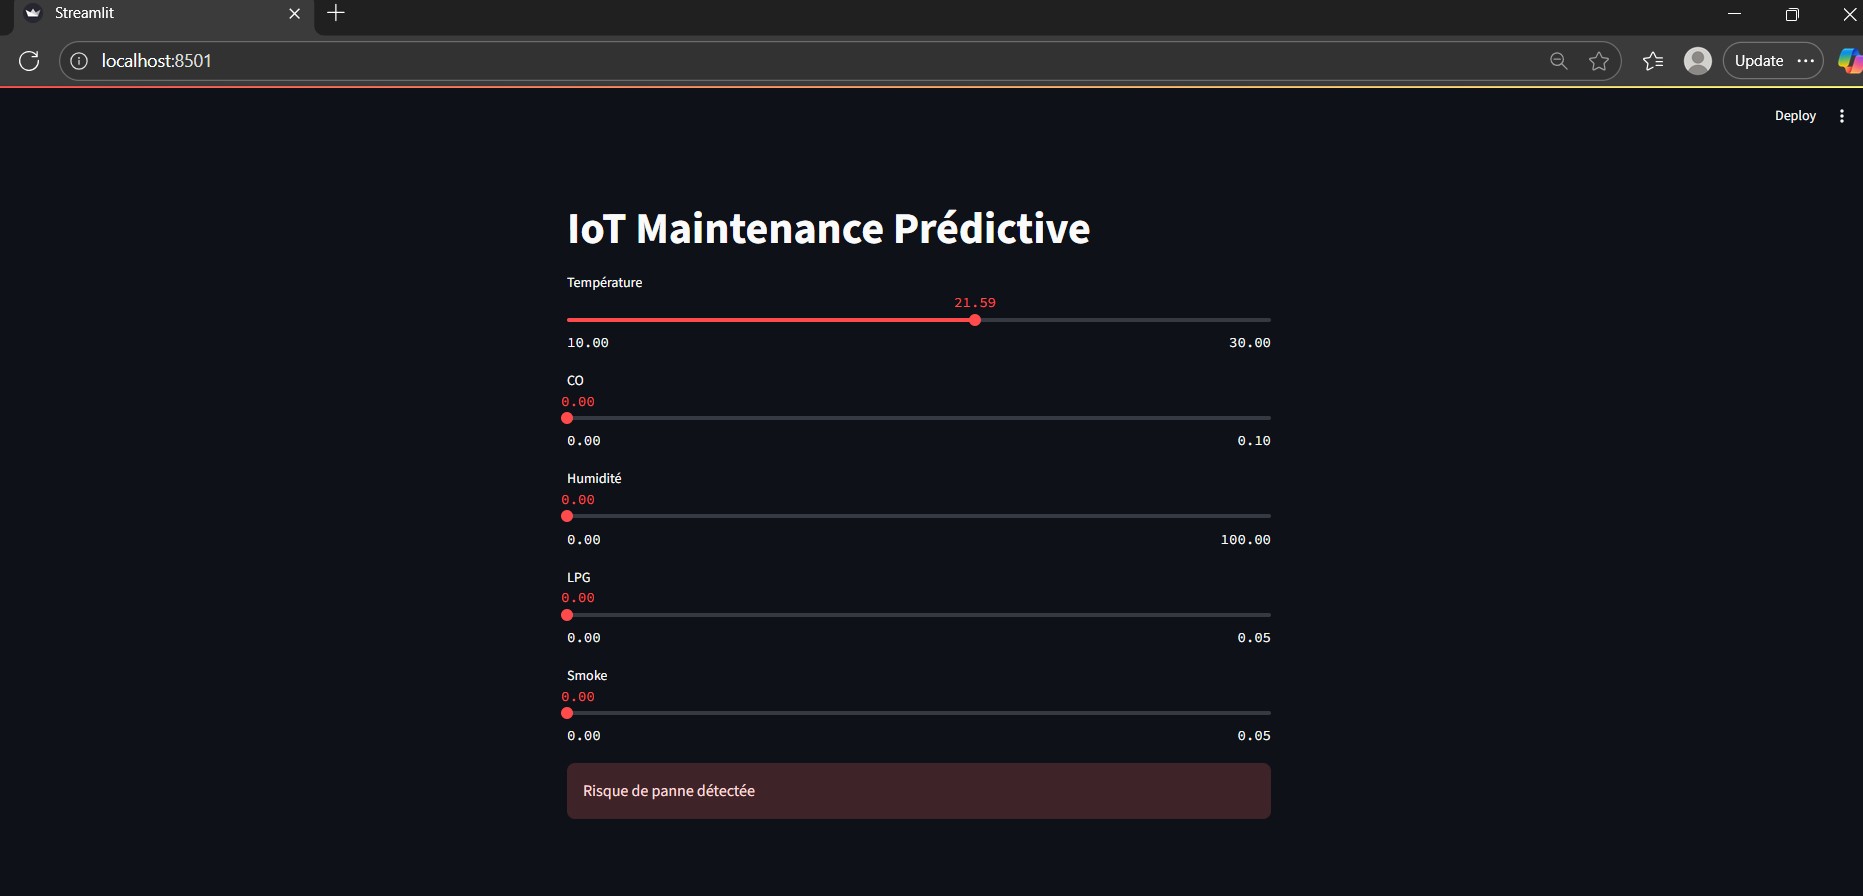 Streamlit
localhost:8501
Update
Deploy
IoT Maintenance Prédictive
Température
21.59
10.00 30.00
CO
0.00
0.00 0.10
Humidité
0.00
0.00 100.00
LPG
0.00
0.00 0.05
Smoke
0.00
0.00 0.05
Risque de panne détectée